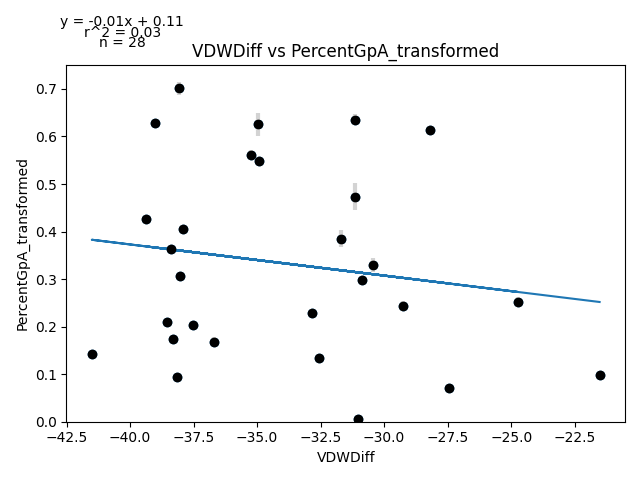 y = -0.01x + 0.11
r^2 = 0.03
n = 28
VDWDiff vs PercentGpA_transformed
PercentGpA_transformed
0.7
0.6
0.5
0.4
0.3
0.2
0.1
0.0
−42.5 −40.0 −37.5 −35.0 −32.5 −30.0 −27.5 −25.0 −22.5
VDWDiff